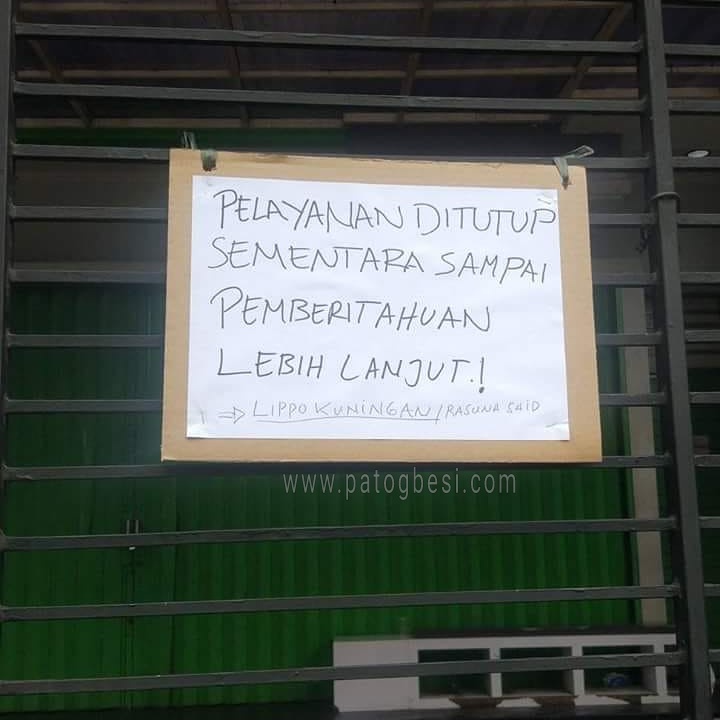 PELAYANAN DITUTUP
SEMENTARA SAMPAI
PEMBERITAHUAN
LEBIH LANJUT.!
⇒ LIPPO KUNINGAN/RASUNA SAID
www.patogbesi.com